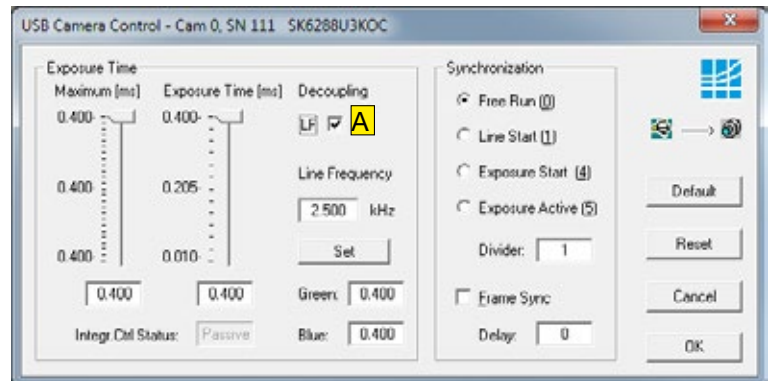 USB Camera Control - Cam 0, SN 111 SK6288U3KOC
Exposure Time
Maximum [ms] Exposure Time [ms] Decoupling
0.400 0.400 LF A
Line Frequency
0.400 0.205
2.500 kHz
0.400 0.010 Set
0.400 0.400 Green: 0.400
Integr.Ctrl Status: Passive Blue: 0.400
Synchronization
Free Run (0)
Line Start (1)
Exposure Start (4)
Exposure Active (5)
Divider: 1
Frame Sync
Delay: 0
Default
Reset
Cancel
OK